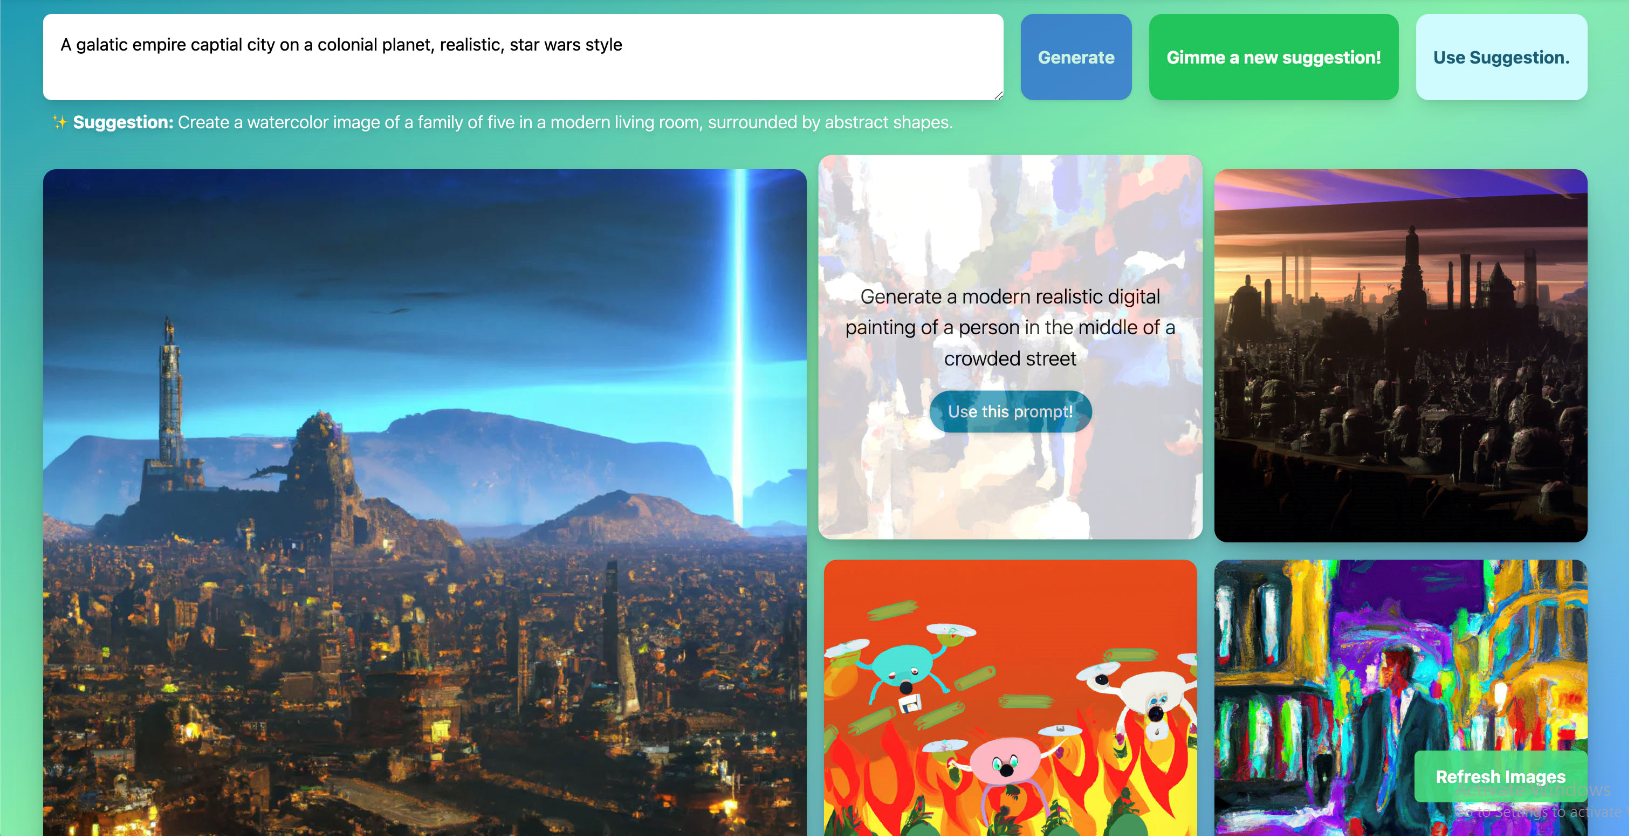 A galatic empire captial city on a colonial planet, realistic, star wars style
Generate
Gimme a new suggestion!
Use Suggestion.
✨ Suggestion: Create a watercolor image of a family of five in a modern living room, surrounded by abstract shapes.
Generate a modern realistic digital
painting of a person in the middle of a
crowded street
Use this prompt!
Refresh Images
Activate Windows
Go to Settings to activate